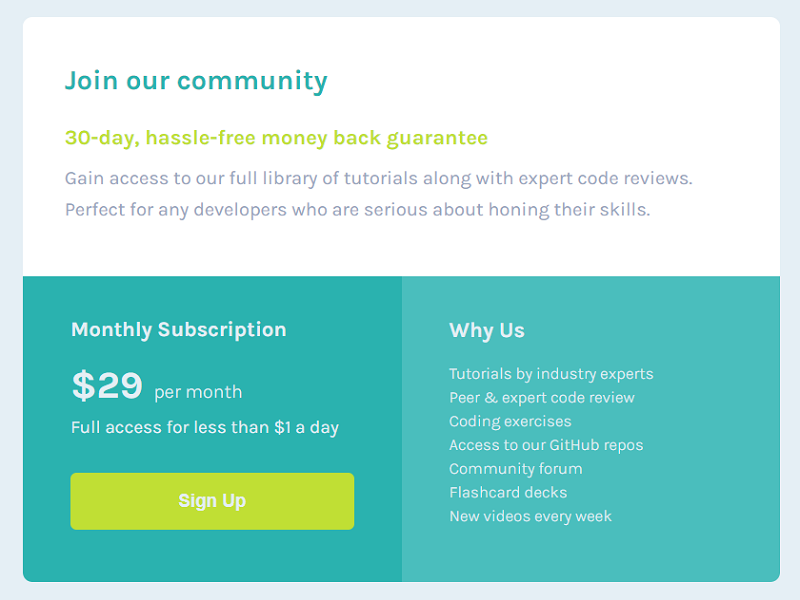 Join our community
30-day, hassle-free money back guarantee
Gain access to our full library of tutorials along with expert code reviews.
Perfect for any developers who are serious about honing their skills.
Monthly Subscription
$29 per month
Full access for less than $1 a day
Sign Up
Why Us
Tutorials by industry experts
Peer & expert code review
Coding exercises
Access to our GitHub repos
Community forum
Flashcard decks
New videos every week